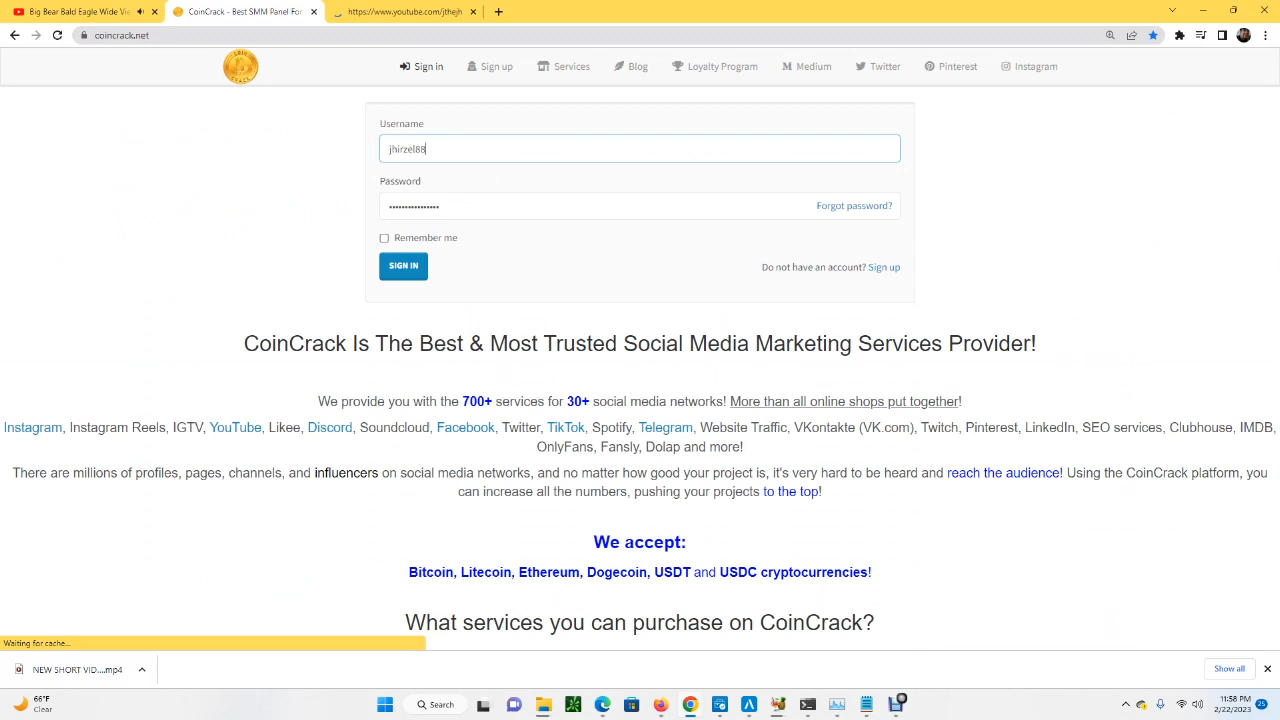 Big Bear Bald Eagle Wide Vie
CoinCrack - Best SMM Panel For
https://www.youtube.com/jthejh
coincrack.net
Sign in
Sign up
Services
Blog
Loyalty Program
Medium
Twitter
Pinterest
Instagram
Username
jhirzel88
Password
••••••••••••••••
Forgot password?
Remember me
SIGN IN
Do not have an account? Sign up
CoinCrack Is The Best & Most Trusted Social Media Marketing Services Provider!
We provide you with the 700+ services for 30+ social media networks! More than all online shops put together!
Instagram, Instagram Reels, IGTV, YouTube, Likee, Discord, Soundcloud, Facebook, Twitter, TikTok, Spotify, Telegram, Website Traffic, VKontakte (VK.com), Twitch, Pinterest, LinkedIn, SEO services, Clubhouse, IMDB,
OnlyFans, Fansly, Dolap and more!
There are millions of profiles, pages, channels, and influencers on social media networks, and no matter how good your project is, it's very hard to be heard and reach the audience! Using the CoinCrack platform, you
can increase all the numbers, pushing your projects to the top!
We accept:
Bitcoin, Litecoin, Ethereum, Dogecoin, USDT and USDC cryptocurrencies!
What services you can purchase on CoinCrack?
Waiting for cache...
NEW SHORT VID....mp4
Show all
66°F
Clear
Search
11:58 PM
2/22/2023
25